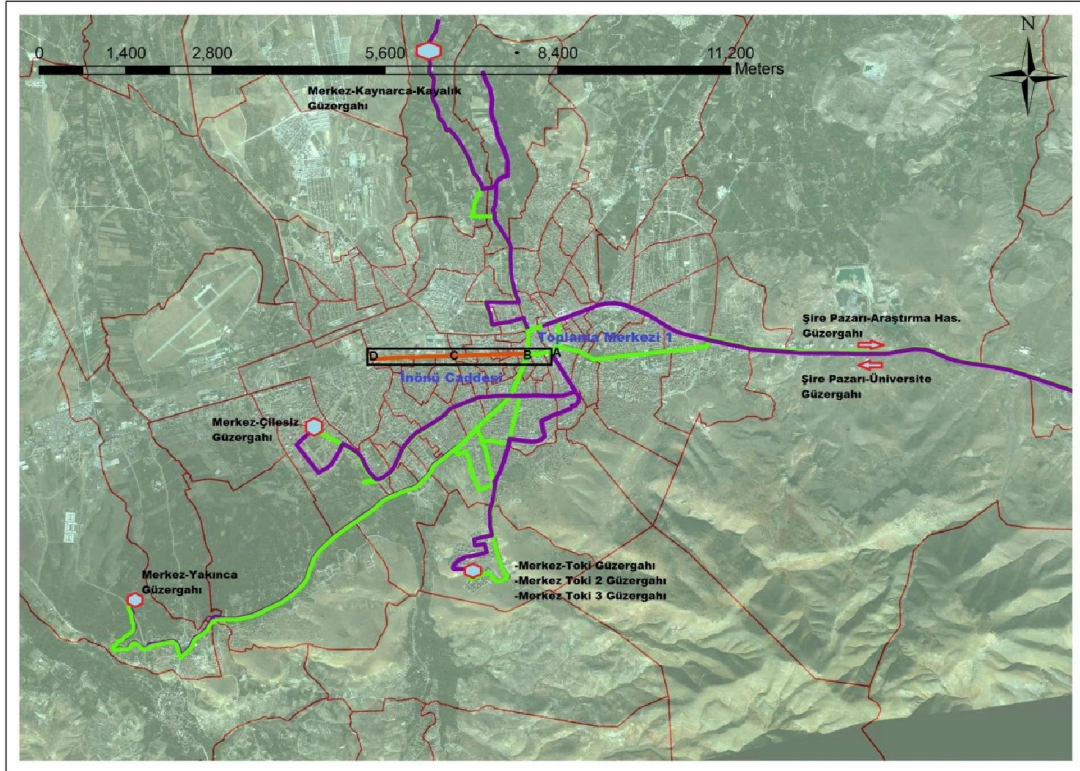 N
0 1,400 2,800 5,600 8,400 11,200
Meters
Merkez-Kaynarca-Kayalık
Güzergahı
Şire Pazarı-Araştırma Has.
Güzergahı
Toplama Merkezi 1
D C B A
İnönü Caddesi
Şire Pazarı-Üniversite
Güzergahı
Merkez-Çilesiz
Güzergahı
-Merkez-Toki Güzergahı
-Merkez Toki 2 Güzergahı
-Merkez Toki 3 Güzergahı
Merkez-Yakınca
Güzergahı